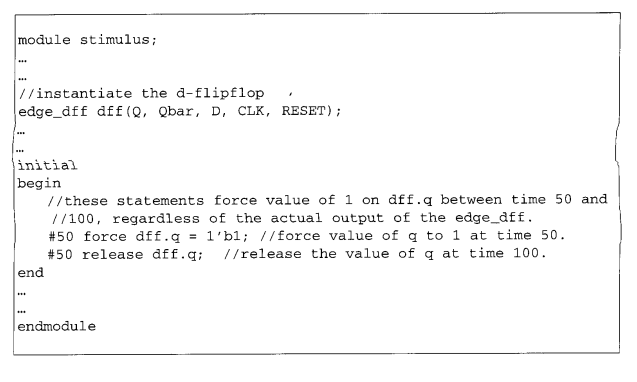 module stimulus;
…
…
//instantiate the d-flipflop
edge_dff dff(Q, Qbar, D, CLK, RESET);
…
…
initial
begin
//these statements force value of 1 on dff.q between time 50 and
//100, regardless of the actual output of the edge_dff.
#50 force dff.q = 1'b1; //force value of q to 1 at time 50.
#50 release dff.q; //release the value of q at time 100.
end
…
…
endmodule